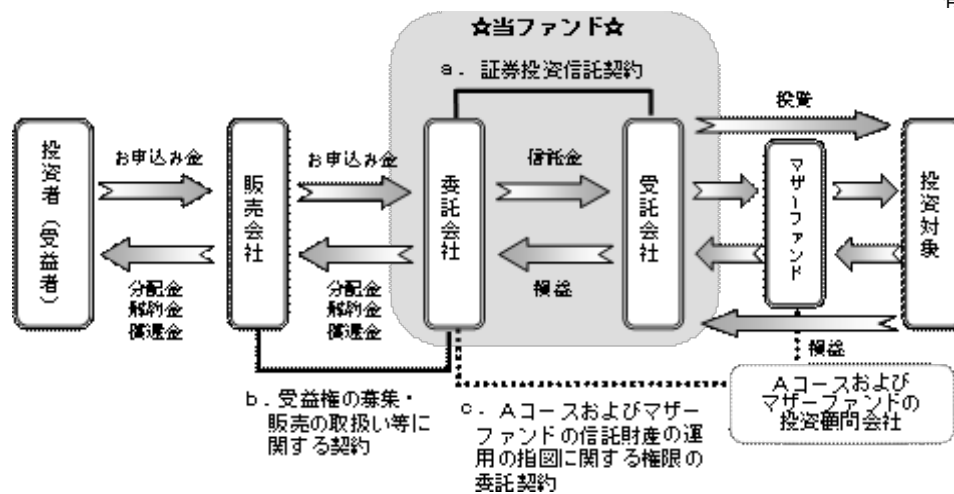 ☆当ファンド☆
a．証券投資信託契約
投資
投資者（受益者）
お申込み金
販売会社
お申込み金
委託会社
信託金
受託会社
マザーファンド
投資対象
分配金
解約金
償還金
分配金
解約金
償還金
損益
損益
b．受益権の募集・
販売の取扱い等に
関する契約
c．Aコースおよびマザー
ファンドの信託財産の運
用の指図に関する権限の
委託契約
Aコースおよび
マザーファンドの
投資顧問会社